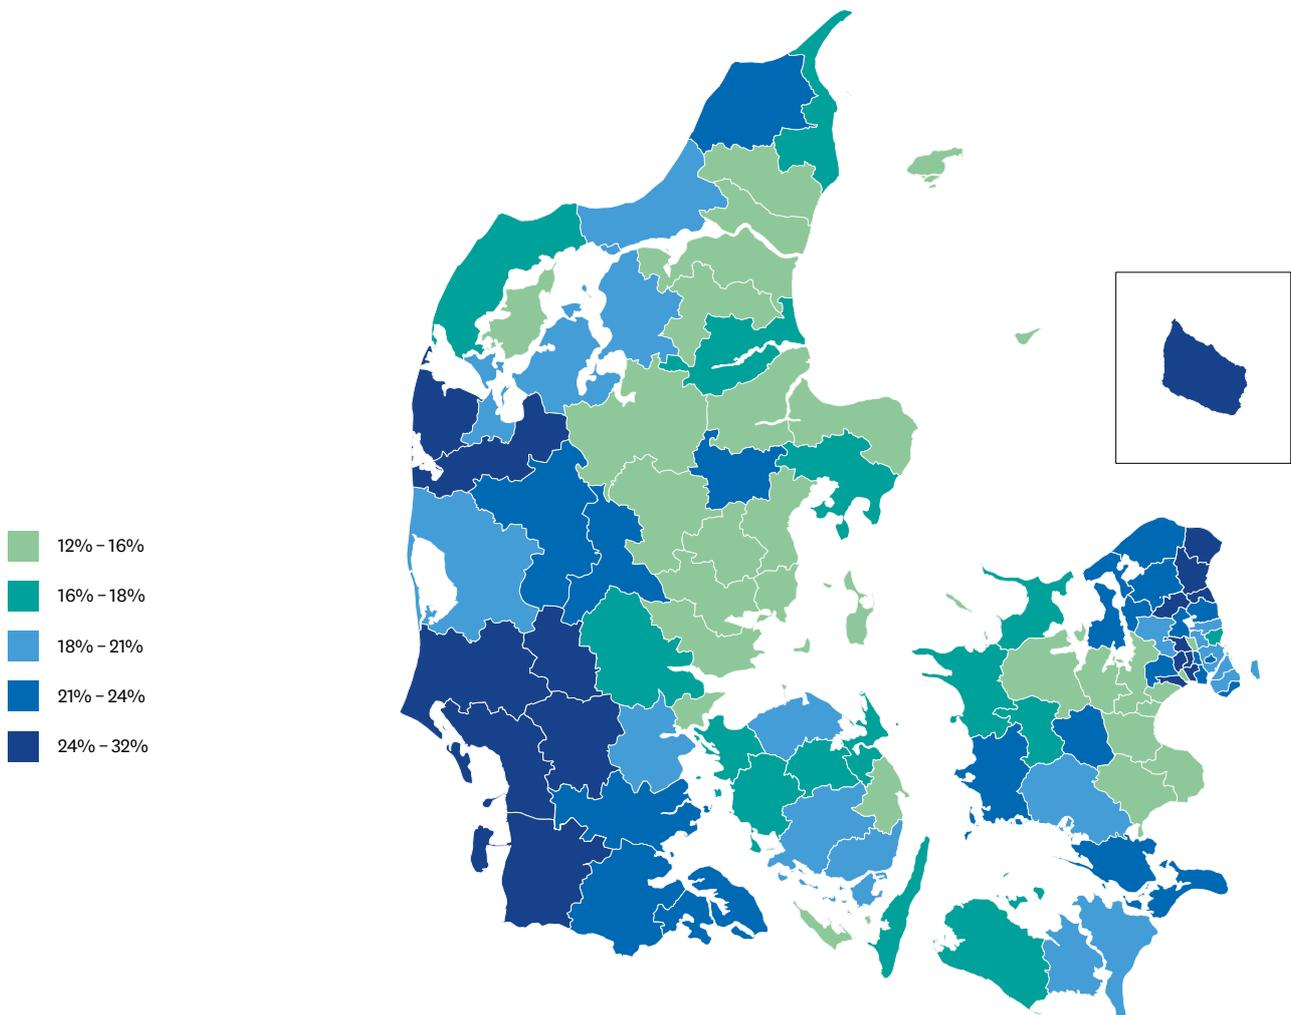 12% – 16%
16% – 18%
18% – 21%
21% – 24%
24% – 32%